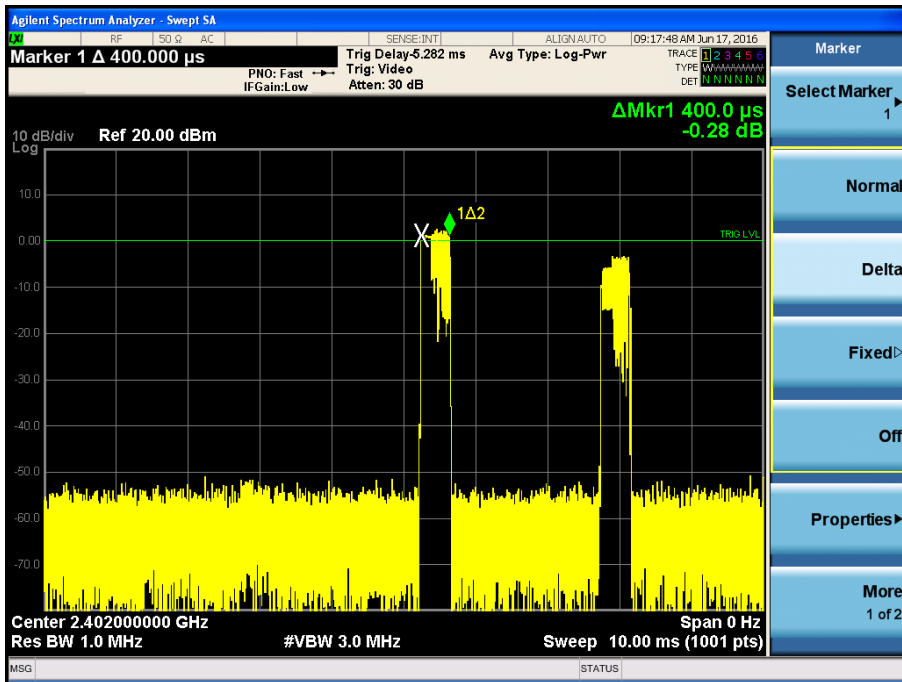 Agilent Spectrum Analyzer - Swept SA
LXI RF 50 Ω AC SENSE:INT ALIGN AUTO 09:17:48 AM Jun 17, 2016
Marker 1 Δ 400.000 µs
Trig Delay-5.282 ms Avg Type: Log-Pwr TRACE 1 2 3 4 5 6
PNO: Fast Trig: Video TYPE WWWWWW
IFGain:Low Atten: 30 dB DET N N N N N N
ΔMkr1 400.0 µs
-0.28 dB
10 dB/div Ref 20.00 dBm
Log
10.0
0.00
-10.0
-20.0
-30.0
-40.0
-50.0
-60.0
-70.0
1Δ2
TRIG LVL
Center 2.402000000 GHz Span 0 Hz
Res BW 1.0 MHz #VBW 3.0 MHz Sweep 10.00 ms (1001 pts)
MSG STATUS
Marker
Select Marker
1
Normal
Delta
Fixed
Off
Properties
More
1 of 2